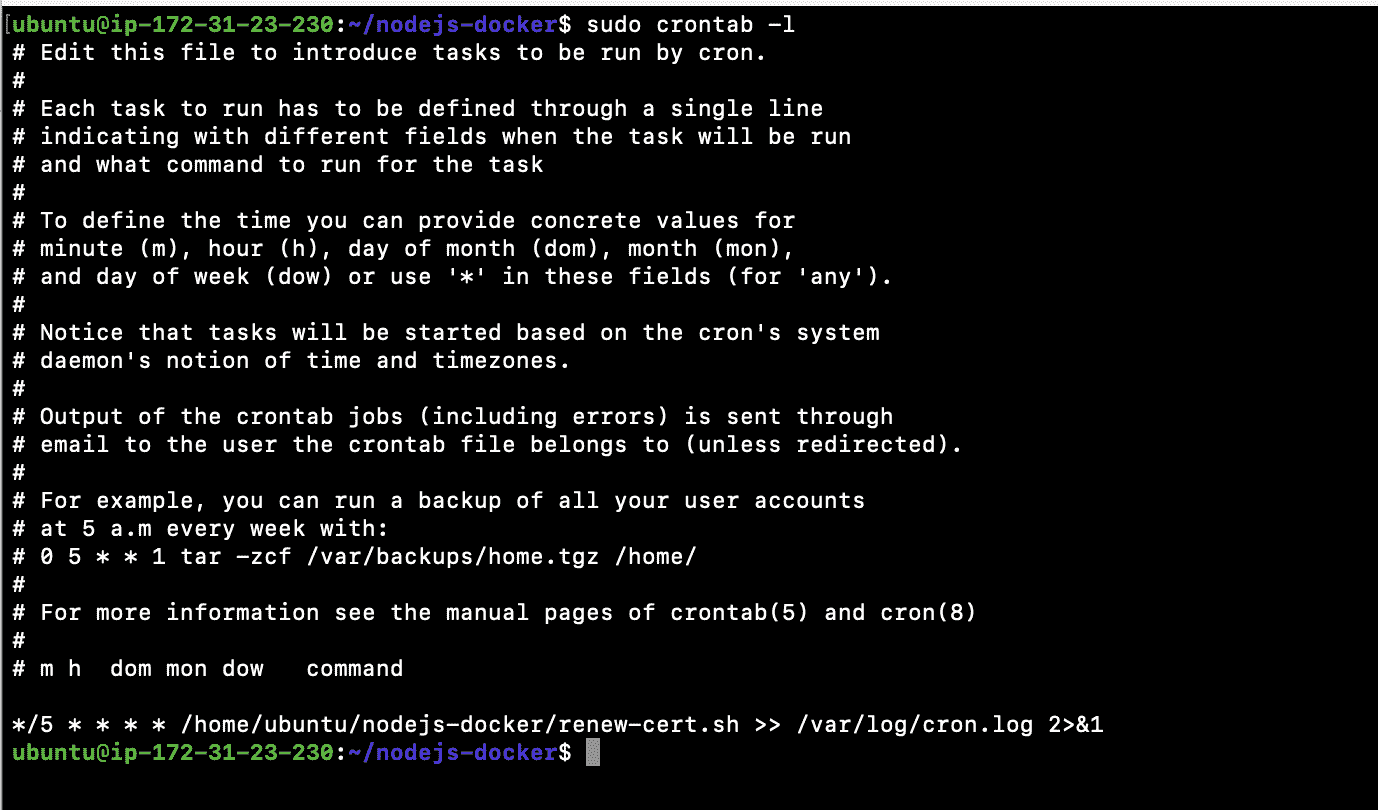 [ubuntu@ip-172-31-23-230:~/nodejs-docker$ sudo crontab -l
# Edit this file to introduce tasks to be run by cron.
#
# Each task to run has to be defined through a single line
# indicating with different fields when the task will be run
# and what command to run for the task
#
# To define the time you can provide concrete values for
# minute (m), hour (h), day of month (dom), month (mon),
# and day of week (dow) or use '*' in these fields (for 'any').
#
# Notice that tasks will be started based on the cron's system
# daemon's notion of time and timezones.
#
# Output of the crontab jobs (including errors) is sent through
# email to the user the crontab file belongs to (unless redirected).
#
# For example, you can run a backup of all your user accounts
# at 5 a.m every week with:
# 0 5 * * 1 tar -zcf /var/backups/home.tgz /home/
#
# For more information see the manual pages of crontab(5) and cron(8)
#
# m h  dom mon dow   command
*/5 * * * * /home/ubuntu/nodejs-docker/renew-cert.sh >> /var/log/cron.log 2>&1
ubuntu@ip-172-31-23-230:~/nodejs-docker$